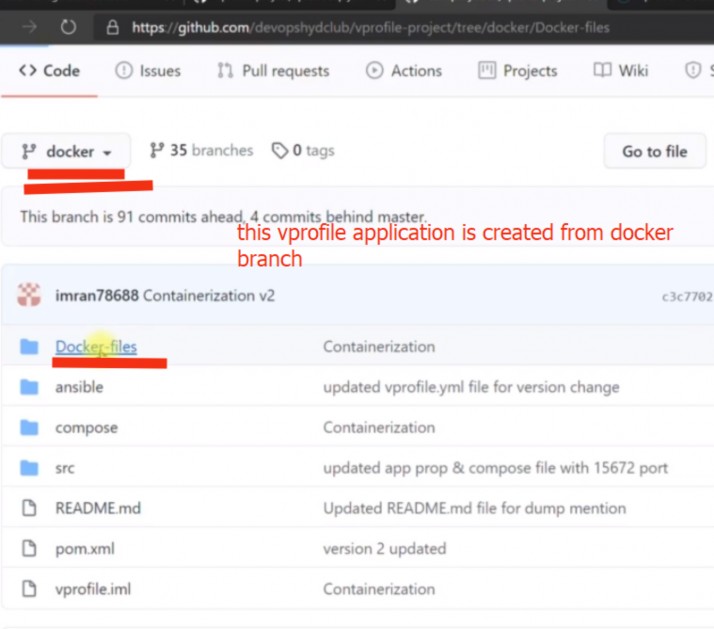 https://github.com/devopshydclub/vprofile-project/tree/docker/Docker-files
Code Issues Pull requests Actions Projects Wiki S
docker 35 branches 0 tags Go to file
This branch is 91 commits ahead, 4 commits behind master.
this vprofile application is created from docker
branch
imran78688 Containerization v2 c3c7702
Docker-files Containerization
ansible updated vprofile.yml file for version change
compose Containerization
src updated app prop & compose file with 15672 port
README.md Updated README.md file for dump mention
pom.xml version 2 updated
vprofile.iml Containerization